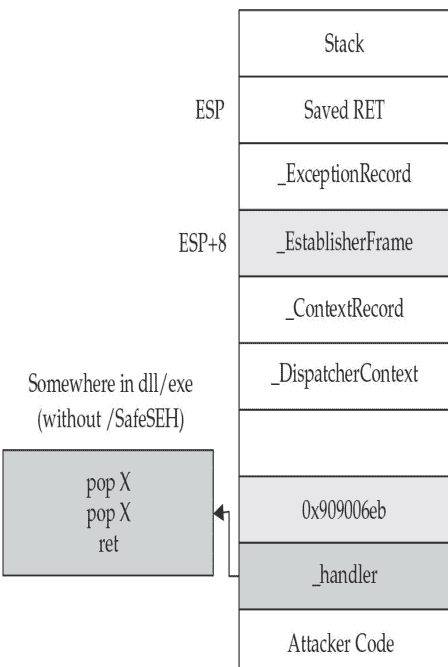 Stack
ESP
Saved RET
_ExceptionRecord
ESP+8
_EstablisherFrame
_ContextRecord
_DispatcherContext
Somewhere in dll/exe
(without /SafeSEH)
pop X
pop X
ret
0x909006eb
_handler
Attacker Code